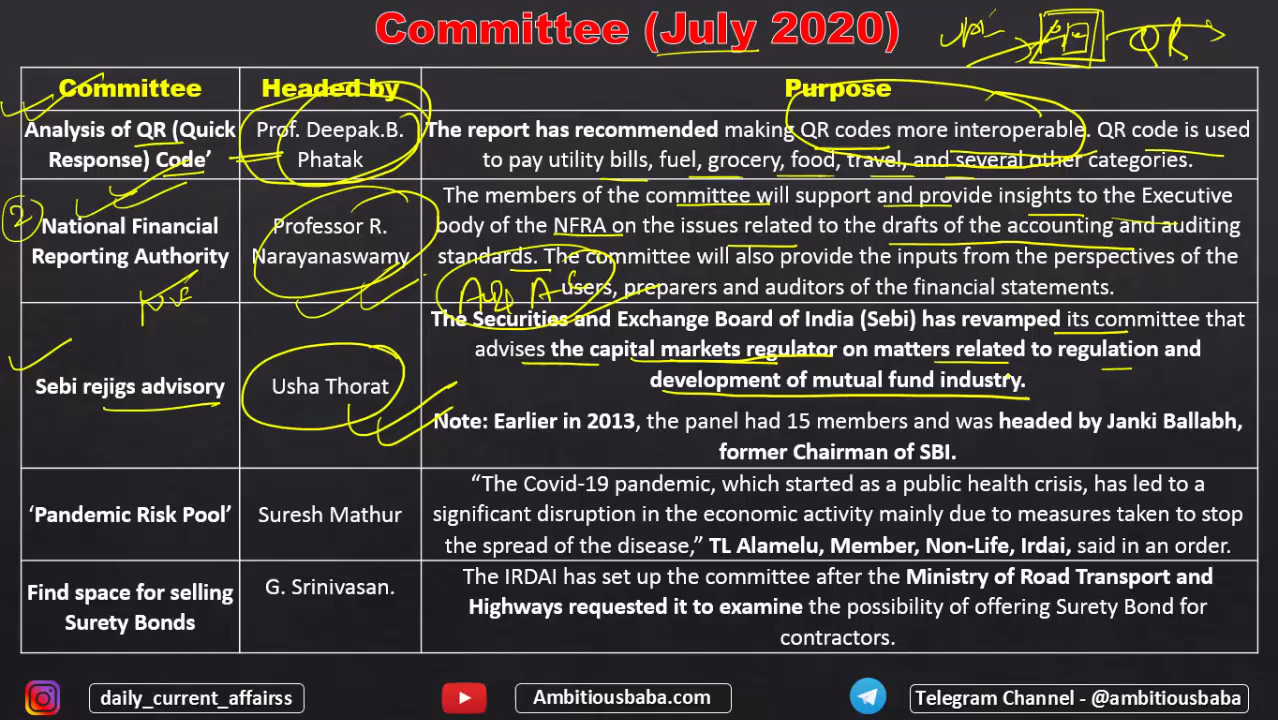 Committee (July 2020)
QR
Committee
Headed by
Purpose
Analysis of QR (Quick
Response) Code’
Prof. Deepak.B.
Phatak
The report has recommended making QR codes more interoperable. QR code is used
to pay utility bills, fuel, grocery, food, travel, and several other categories.
2
National Financial
Reporting Authority
Professor R.
Narayanaswamy
The members of the committee will support and provide insights to the Executive
body of the NFRA on the issues related to the drafts of the accounting and auditing
standards. The committee will also provide the inputs from the perspectives of the
users, preparers and auditors of the financial statements.
Sebi rejigs advisory
Usha Thorat
The Securities and Exchange Board of India (Sebi) has revamped its committee that
advises the capital markets regulator on matters related to regulation and
development of mutual fund industry.
Note: Earlier in 2013, the panel had 15 members and was headed by Janki Ballabh,
former Chairman of SBI.
‘Pandemic Risk Pool’
Suresh Mathur
“The Covid-19 pandemic, which started as a public health crisis, has led to a
significant disruption in the economic activity mainly due to measures taken to stop
the spread of the disease,” TL Alamelu, Member, Non-Life, Irdai, said in an order.
Find space for selling
Surety Bonds
G. Srinivasan.
The IRDAI has set up the committee after the Ministry of Road Transport and
Highways requested it to examine the possibility of offering Surety Bond for
contractors.
daily_current_affairss
Ambitiousbaba.com
Telegram Channel - @ambitiousbaba